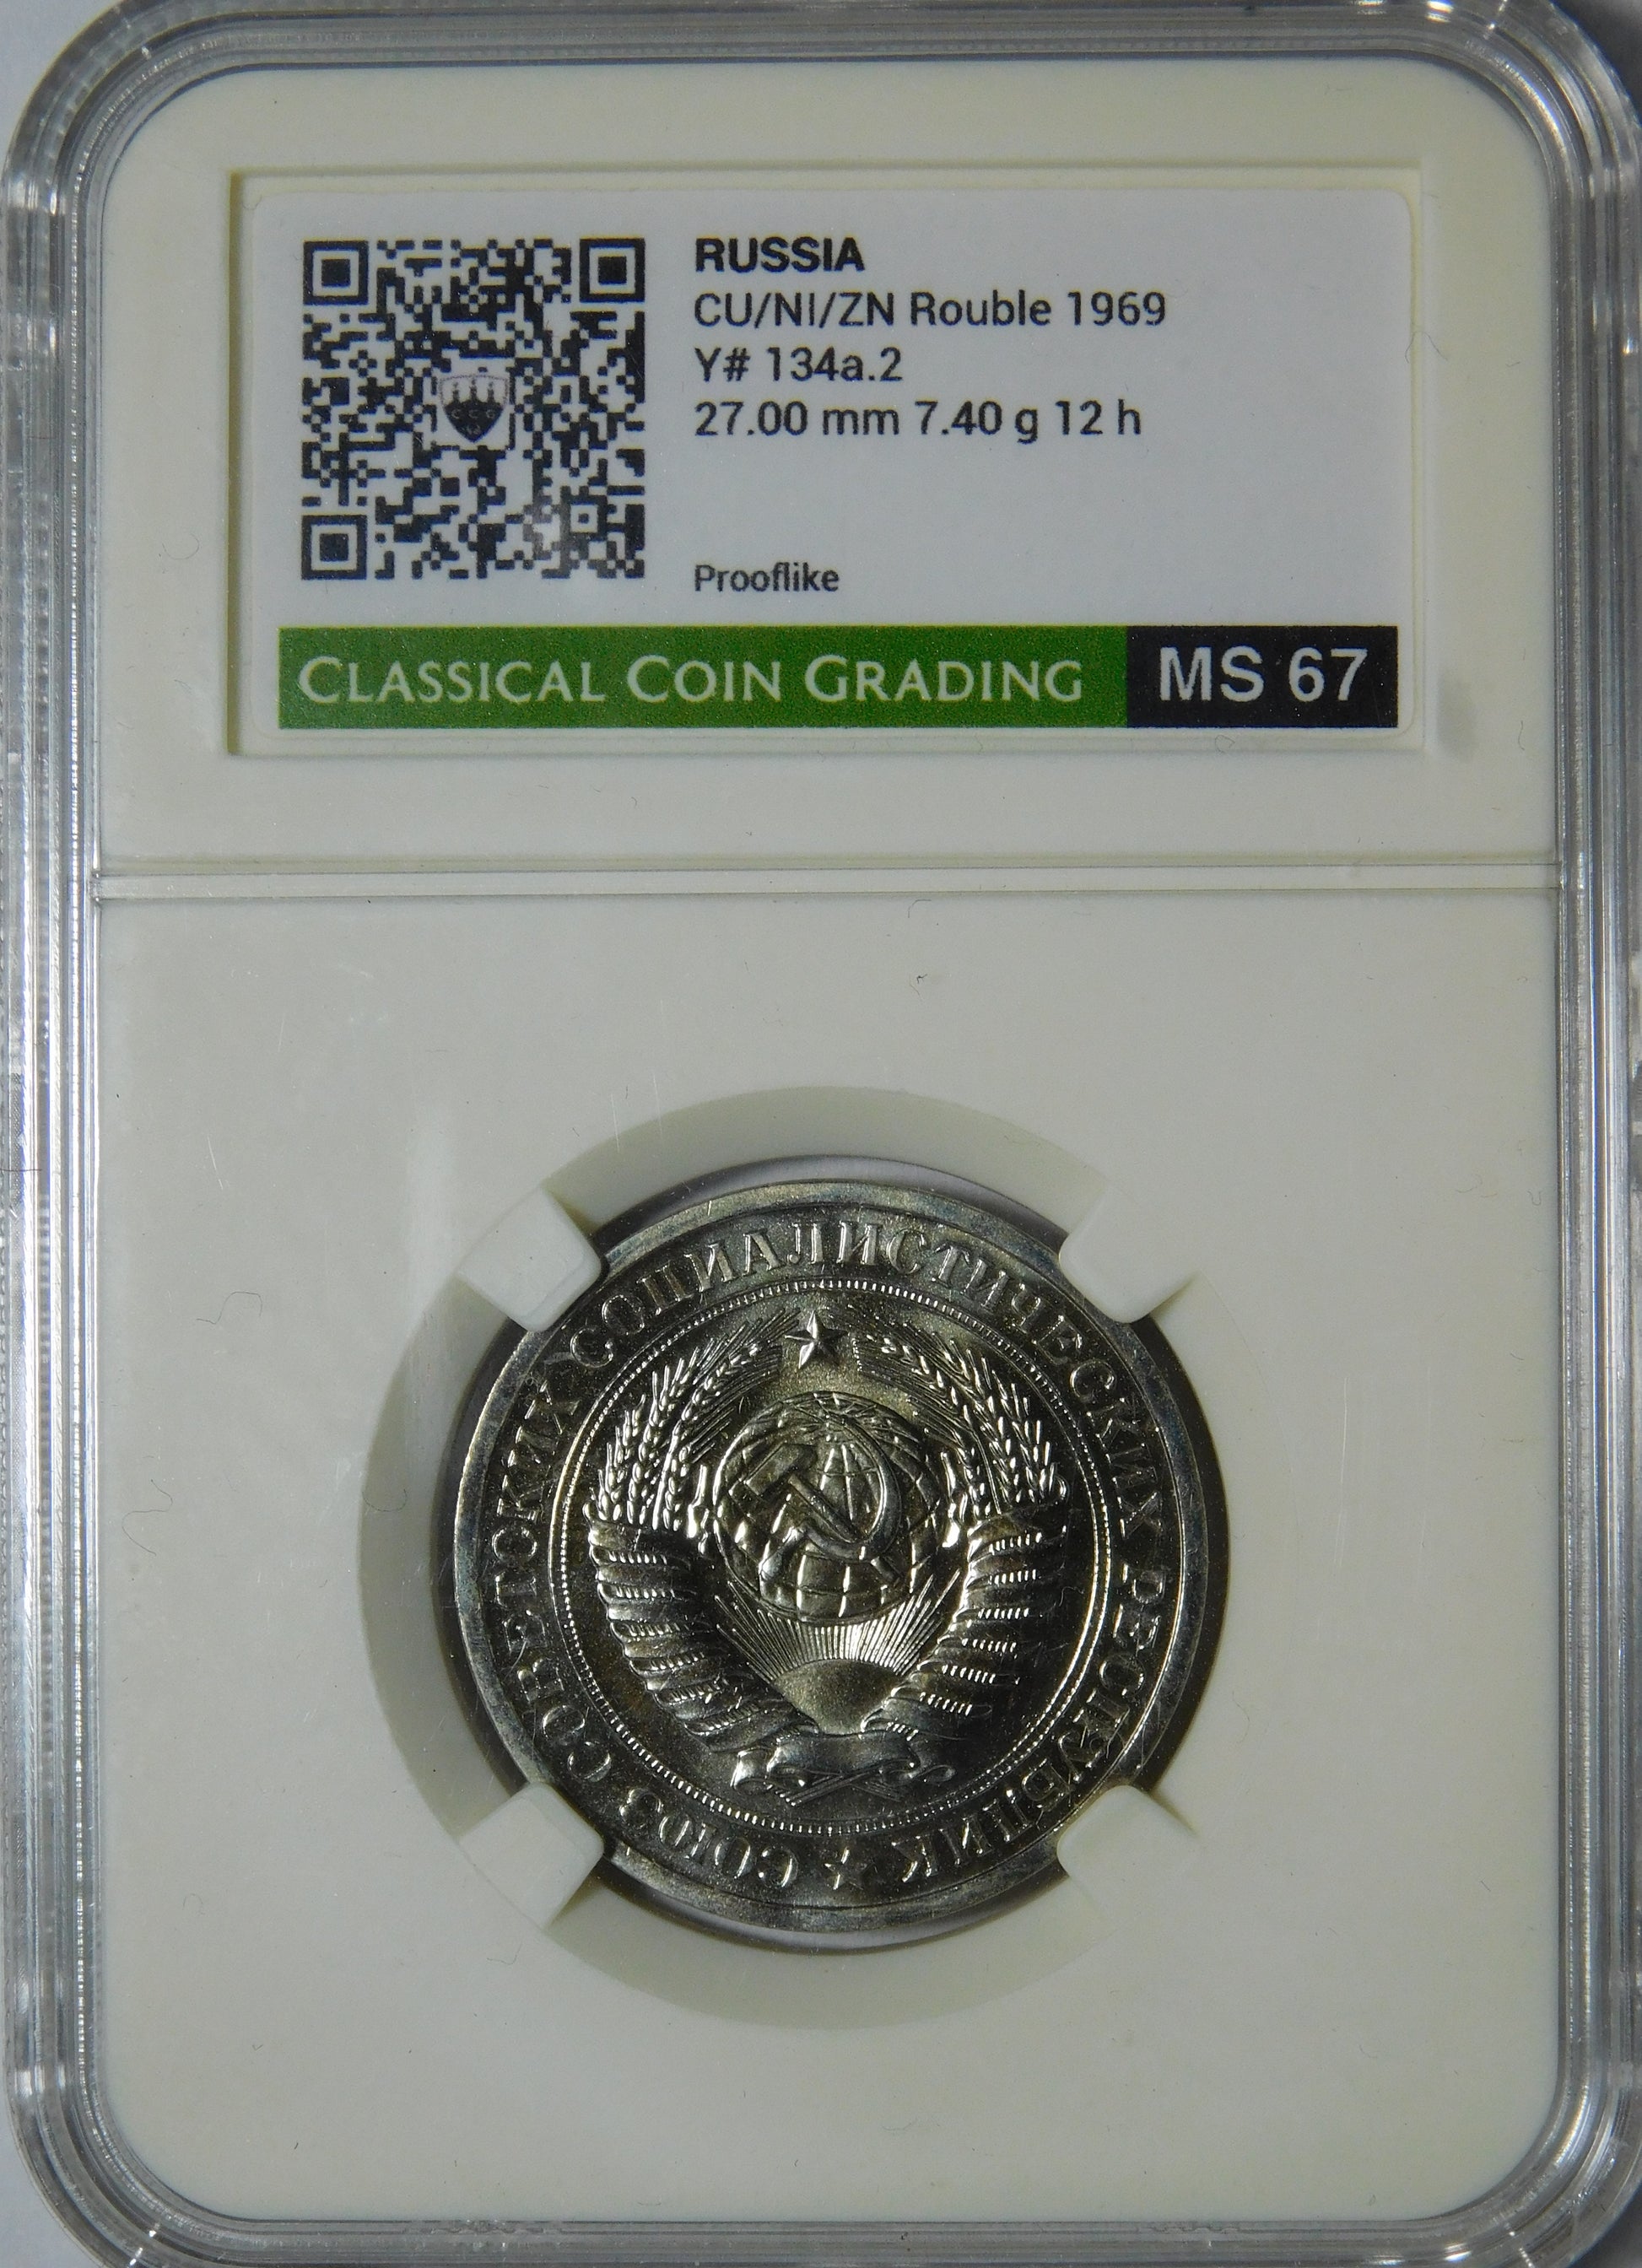 RUSSIA
CU/NI/ZN Rouble 1969
Y# 134a.2
27.00 mm 7.40 g 12 h
CCG
Prooflike
CLASSICAL COIN GRADING MS 67
СОЮЗ СОВЕТСКИХ СОЦИАЛИСТИЧЕСКИХ РЕСПУБЛИК